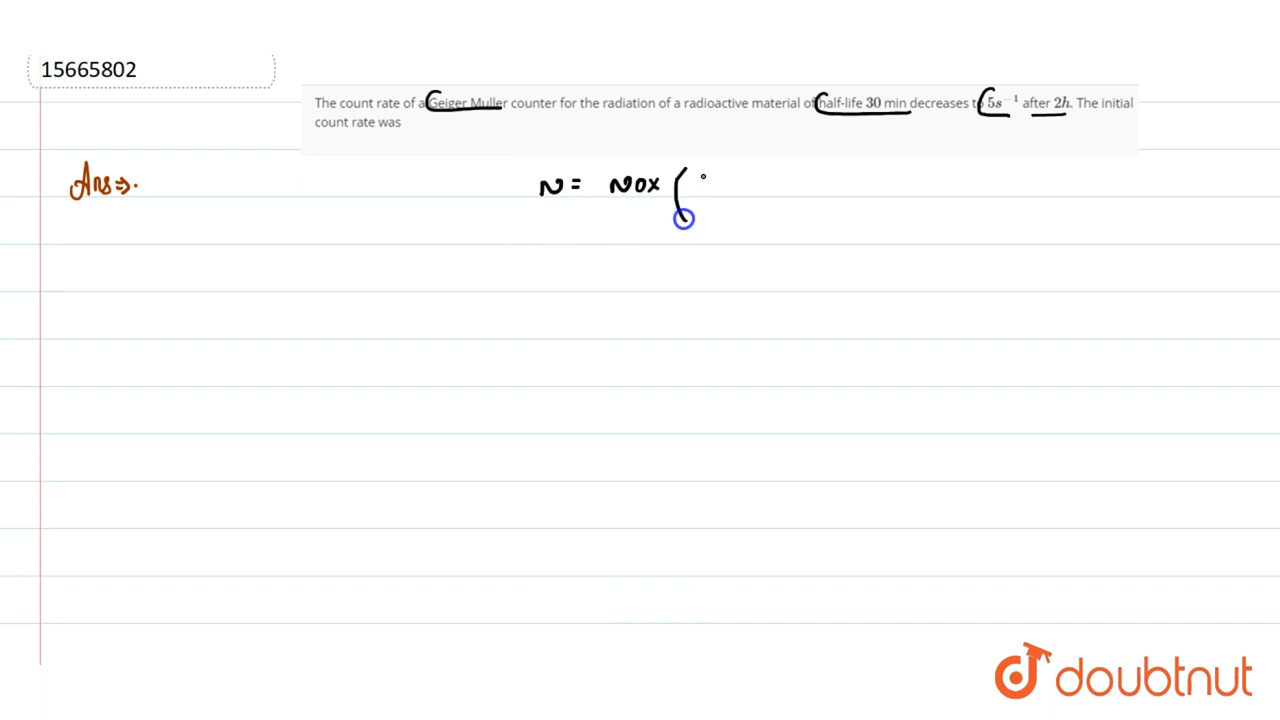 15665802
The count rate of a Geiger Muller counter for the radiation of a radioactive material of half-life 30 min decreases to 5s⁻¹ after 2h. The initial
count rate was
Ans⇒.
N = N0x (
doubtnut